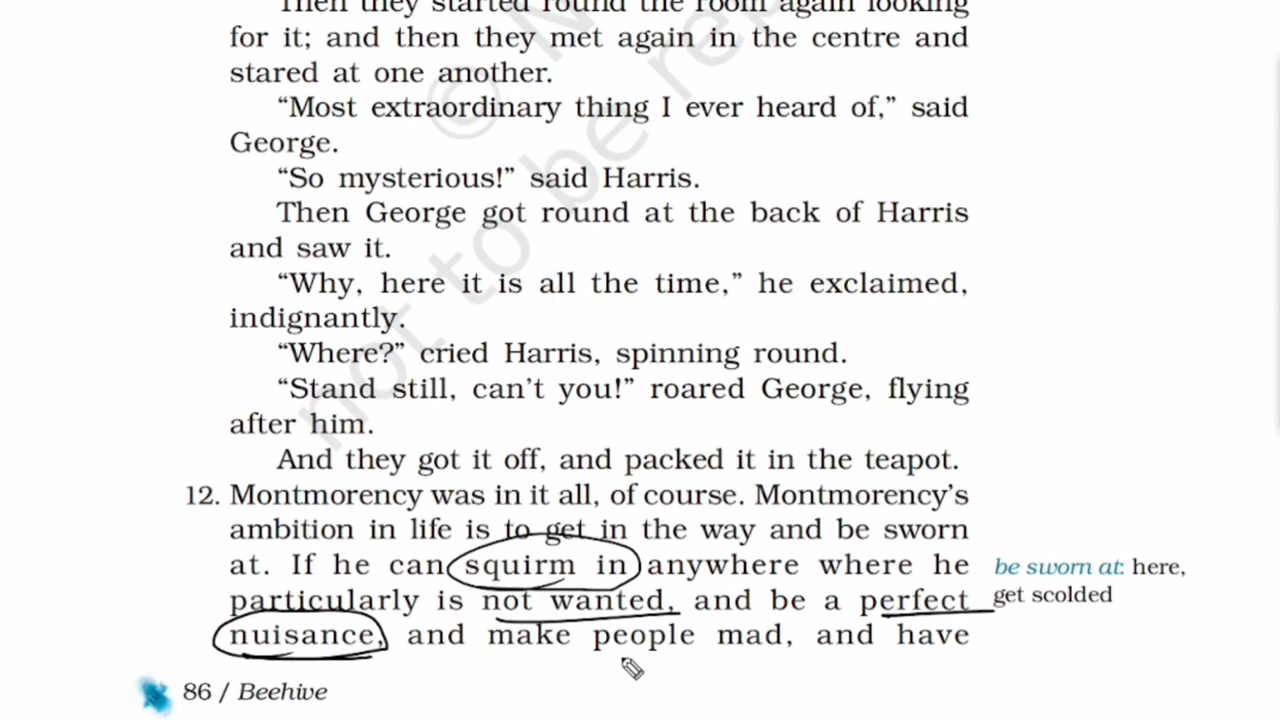 Then they started round the room again looking
for it; and then they met again in the centre and
stared at one another.
“Most extraordinary thing I ever heard of,” said
George.
“So mysterious!” said Harris.
Then George got round at the back of Harris
and saw it.
“Why, here it is all the time,” he exclaimed,
indignantly.
“Where?” cried Harris, spinning round.
“Stand still, can’t you!” roared George, flying
after him.
And they got it off, and packed it in the teapot.
12. Montmorency was in it all, of course. Montmorency’s
ambition in life is to get in the way and be sworn
at. If he can squirm in anywhere where he
particularly is not wanted, and be a perfect
nuisance, and make people mad, and have
be sworn at: here,
get scolded
86 / Beehive
© N
not to be rep